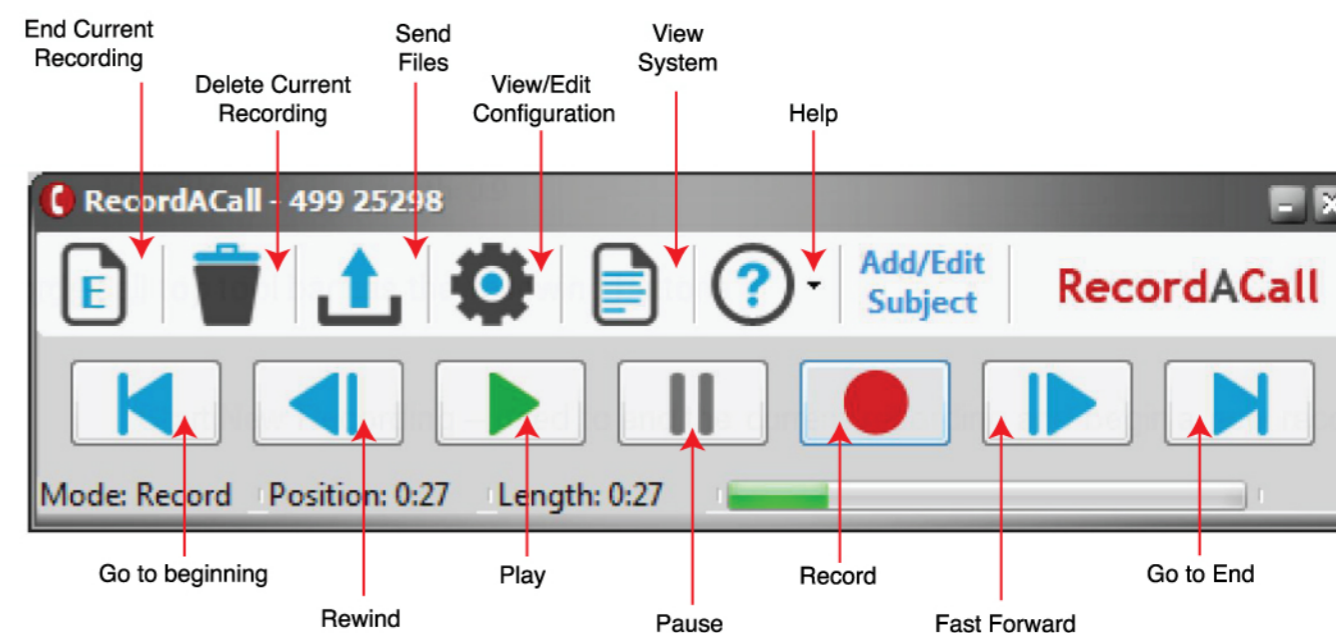 End Current
Recording
Delete Current
Recording
Send
Files
View/Edit
Configuration
View
System
Help
RecordACall - 499 25298
E
?
Add/Edit
Subject
RecordACall
Mode: Record
Position: 0:27
Length: 0:27
Go to beginning
Rewind
Play
Pause
Record
Fast Forward
Go to End